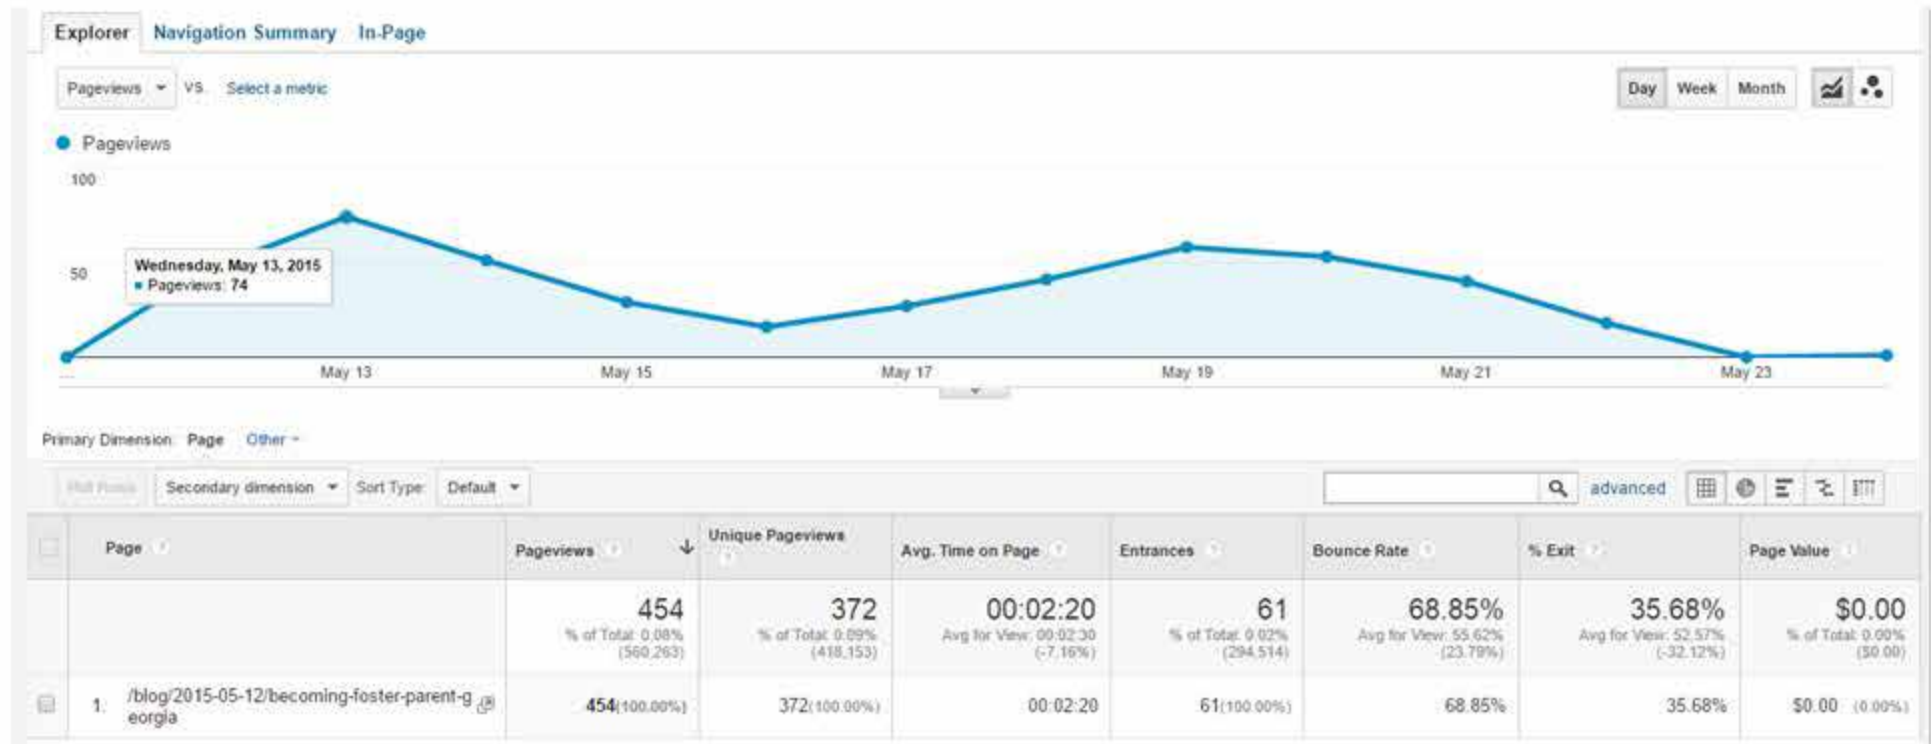 Explorer Navigation Summary In-Page
Pageviews VS. Select a metric Day Week Month
Pageviews
100
50
Wednesday, May 13, 2015
Pageviews: 74
... May 13 May 15 May 17 May 19 May 21 May 23
Primary Dimension: Page Other
Plot Rows Secondary dimension Sort Type: Default advanced
Page ? Pageviews ? Unique Pageviews ? Avg. Time on Page ? Entrances ? Bounce Rate ? % Exit ? Page Value ?
454 372 00:02:20 61 68.85% 35.68% $0.00
% of Total: 0.08% % of Total: 0.09% Avg for View: 00:02:30 % of Total: 0.02% Avg for View: 55.62% Avg for View: 52.57% % of Total: 0.00%
(560,263) (418,153) (-7.16%) (294,514) (23.79%) (-32.12%) ($0.00)
1. /blog/2015-05-12/becoming-foster-parent-g
eorgia 454(100.00%) 372(100.00%) 00:02:20 61(100.00%) 68.85% 35.68% $0.00 (0.00%)